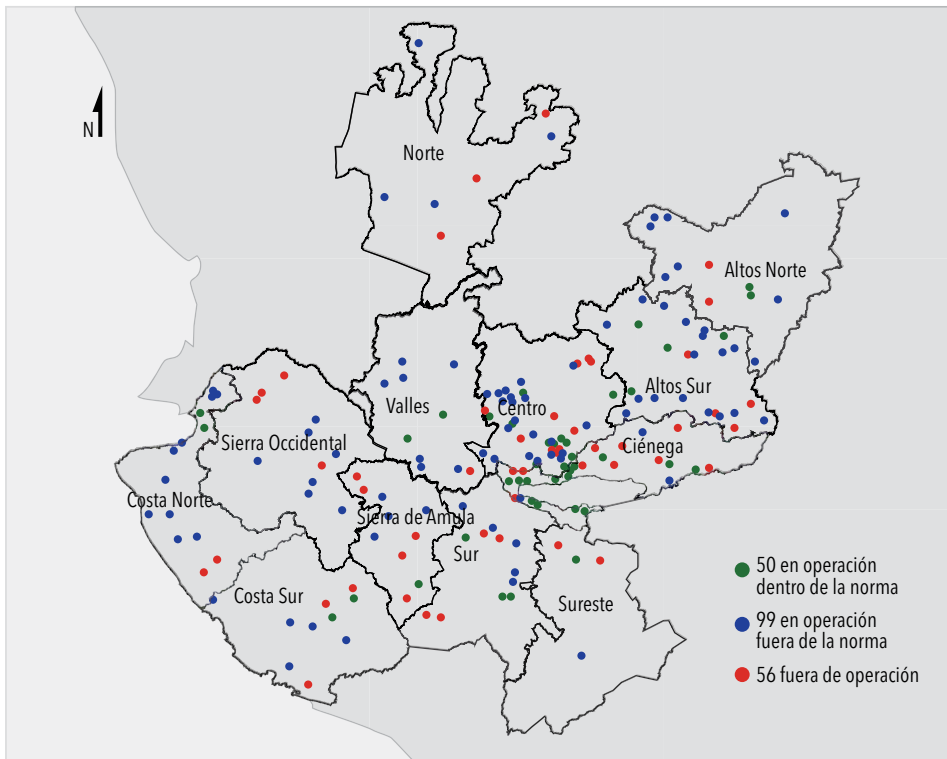 N
Norte
Altos Norte
Valles
Centro
Altos Sur
Ciénega
Sierra Occidental
Costa Norte
Sierra de Amula
Sur
Costa Sur
Sureste
50 en operación
dentro de la norma
99 en operación
fuera de la norma
56 fuera de operación